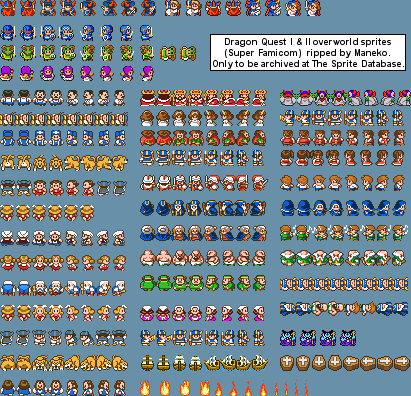 Dragon Quest I & II overworld sprites
(Super Famicom) ripped by Maneko.
Only to be archived at The Sprite Database.